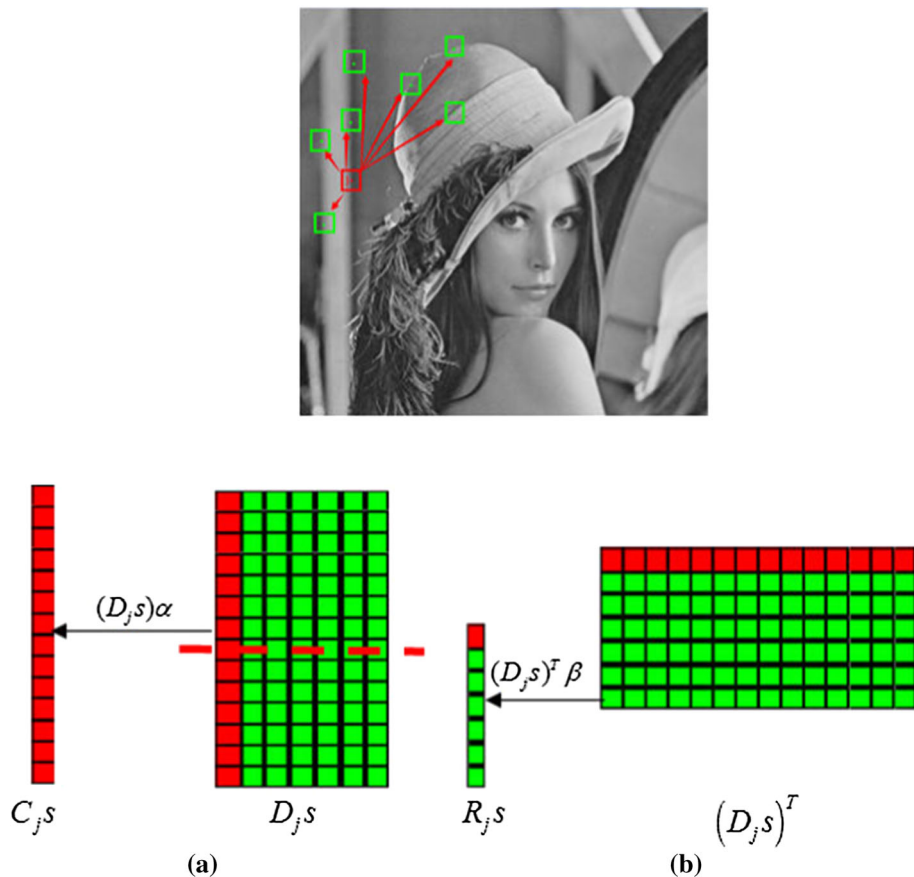 (D_j s)α
(D_j s)^T β
C_j s
D_j s
R_j s
(D_j s)^T
(a)
(b)